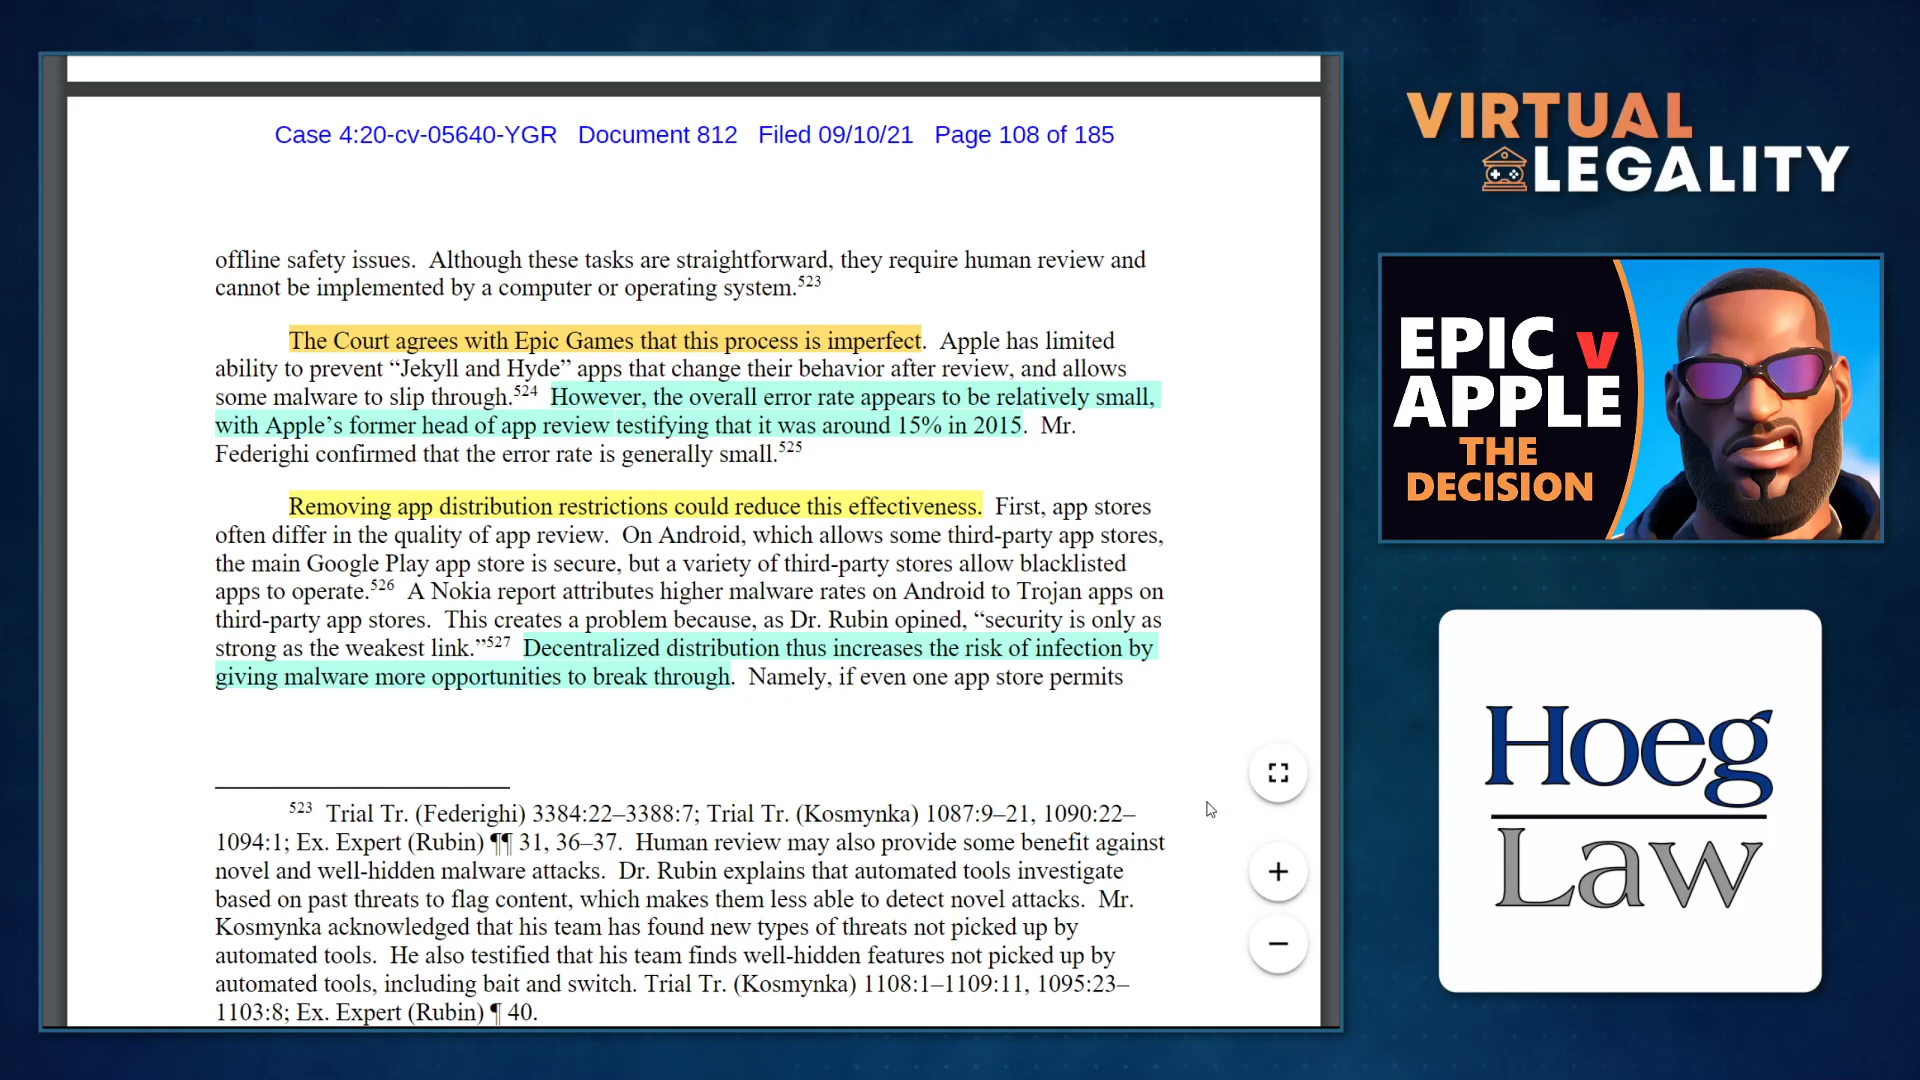 Case 4:20-cv-05640-YGR Document 812 Filed 09/10/21 Page 108 of 185
offline safety issues. Although these tasks are straightforward, they require human review and
cannot be implemented by a computer or operating system.523
The Court agrees with Epic Games that this process is imperfect. Apple has limited
ability to prevent “Jekyll and Hyde” apps that change their behavior after review, and allows
some malware to slip through.524 However, the overall error rate appears to be relatively small,
with Apple’s former head of app review testifying that it was around 15% in 2015. Mr.
Federighi confirmed that the error rate is generally small.525
Removing app distribution restrictions could reduce this effectiveness. First, app stores
often differ in the quality of app review. On Android, which allows some third-party app stores,
the main Google Play app store is secure, but a variety of third-party stores allow blacklisted
apps to operate.526 A Nokia report attributes higher malware rates on Android to Trojan apps on
third-party app stores. This creates a problem because, as Dr. Rubin opined, “security is only as
strong as the weakest link.”527 Decentralized distribution thus increases the risk of infection by
giving malware more opportunities to break through. Namely, if even one app store permits
523 Trial Tr. (Federighi) 3384:22–3388:7; Trial Tr. (Kosmynka) 1087:9–21, 1090:22–
1094:1; Ex. Expert (Rubin) ¶¶ 31, 36–37. Human review may also provide some benefit against
novel and well-hidden malware attacks. Dr. Rubin explains that automated tools investigate
based on past threats to flag content, which makes them less able to detect novel attacks. Mr.
Kosmynka acknowledged that his team has found new types of threats not picked up by
automated tools. He also testified that his team finds well-hidden features not picked up by
automated tools, including bait and switch. Trial Tr. (Kosmynka) 1108:1–1109:11, 1095:23–
1103:8; Ex. Expert (Rubin) ¶ 40.
VIRTUAL
LEGALITY
EPIC v
APPLE
THE
DECISION
Hoeg
Law